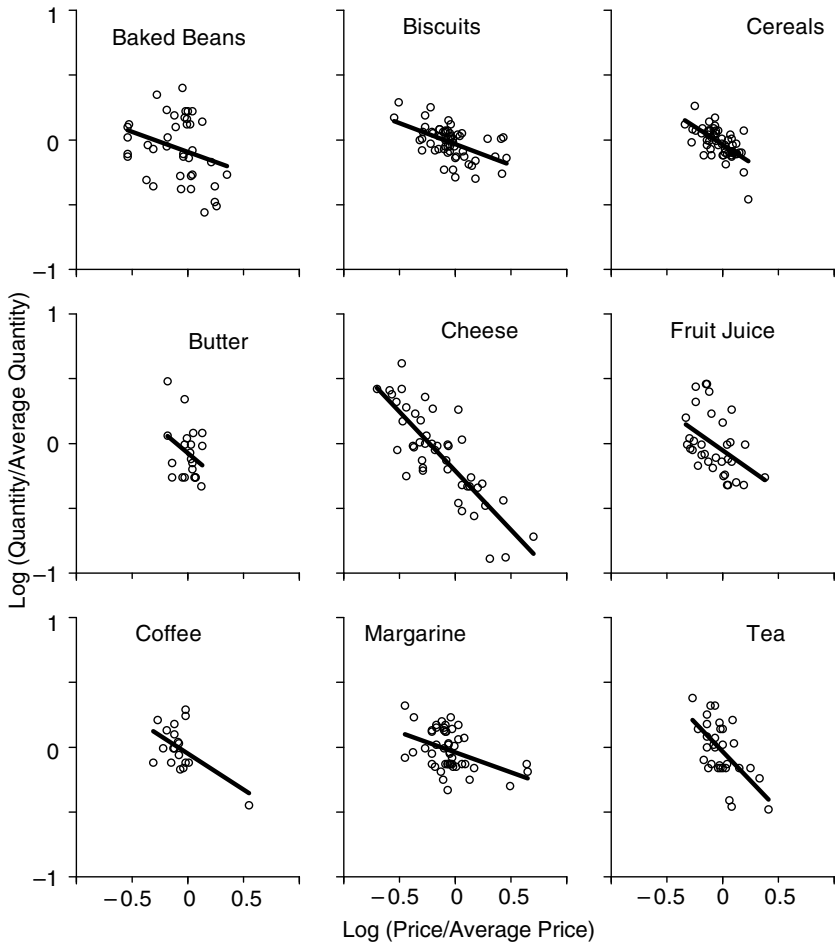 1
Baked Beans
Biscuits
Cereals
0
−1
1
Butter
Cheese
Fruit Juice
0
−1
Log (Quantity/Average Quantity)
1
Coffee
Margarine
Tea
0
−1
−0.5 0 0.5 −0.5 0 0.5 −0.5 0 0.5
Log (Price/Average Price)